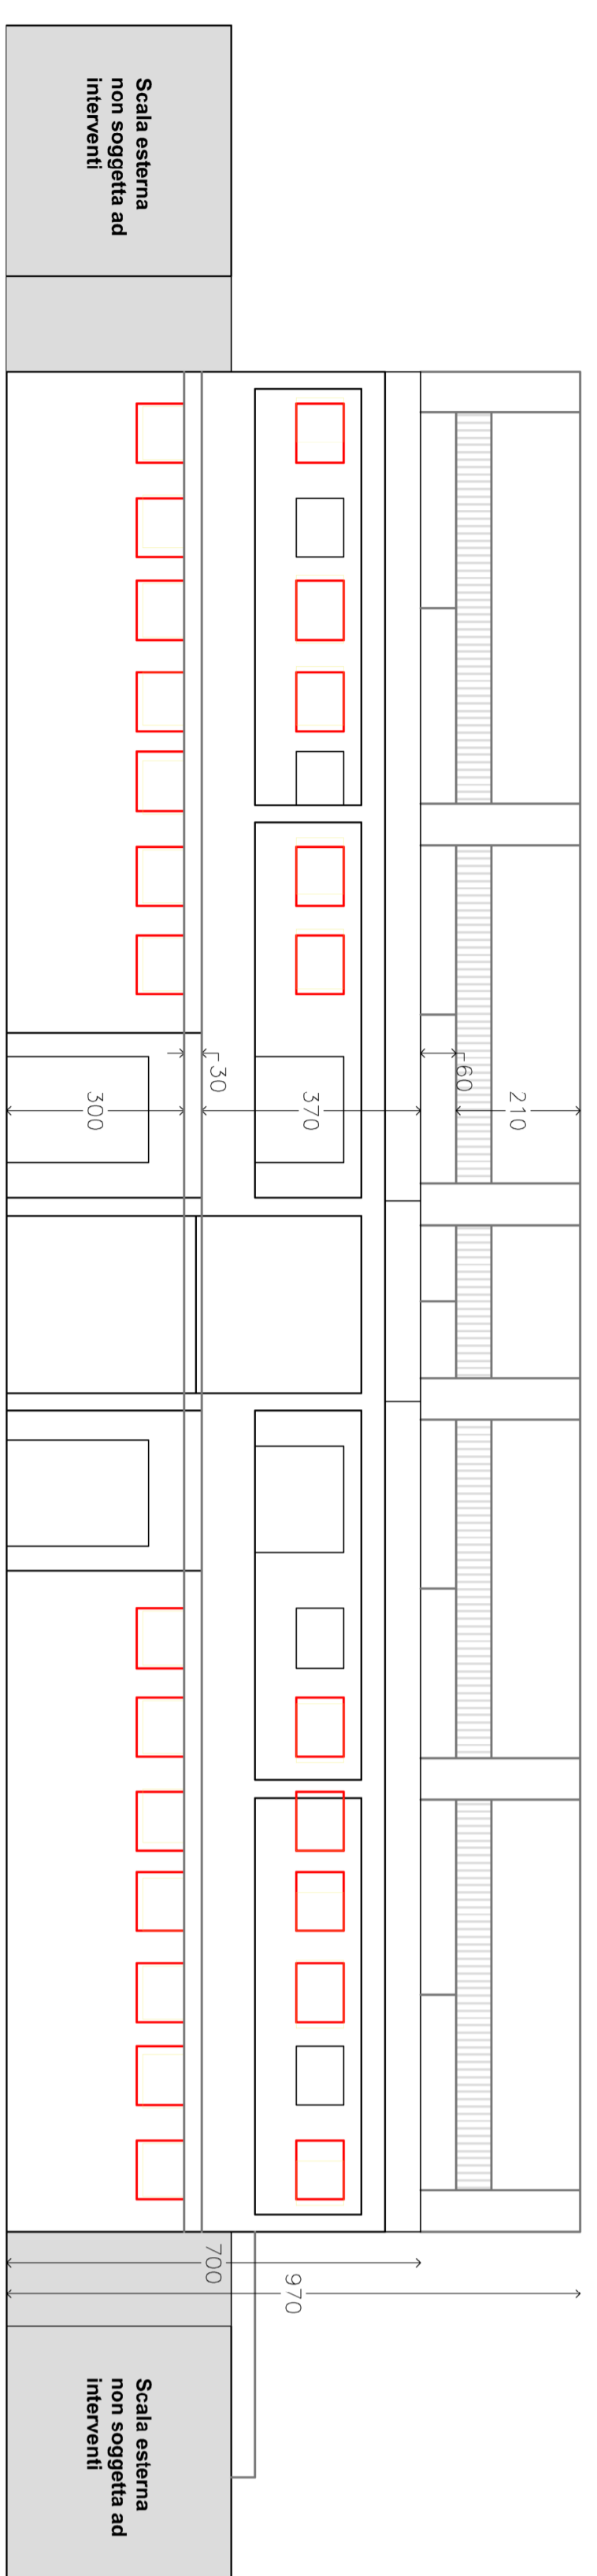 Scala esterna
non soggetta ad
interventi
30
60
300
370
210
700
970
Scala esterna
non soggetta ad
interventi